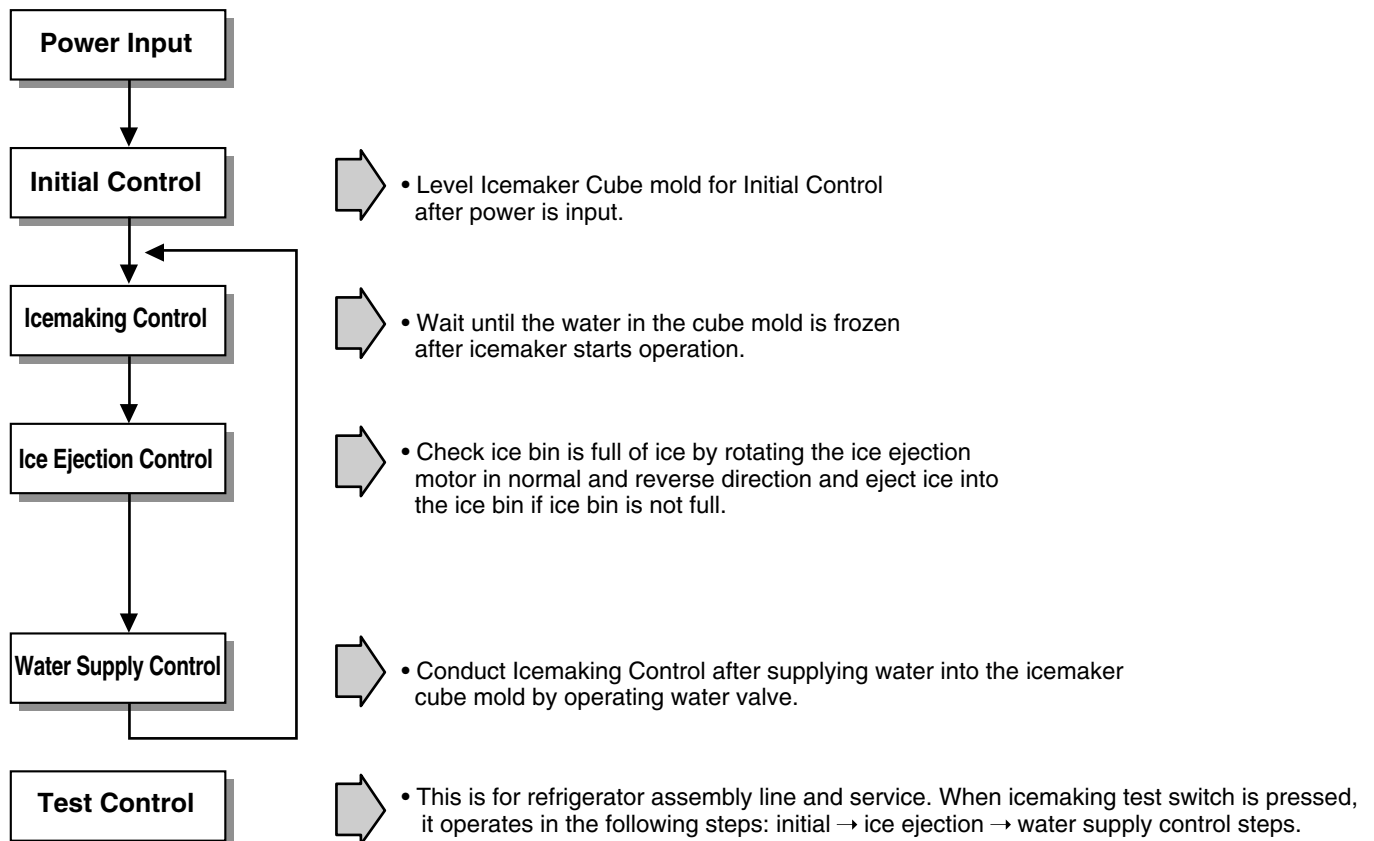 Power Input
Initial Control
• Level Icemaker Cube mold for Initial Control
after power is input.
Icemaking Control
• Wait until the water in the cube mold is frozen
after icemaker starts operation.
Ice Ejection Control
• Check ice bin is full of ice by rotating the ice ejection
motor in normal and reverse direction and eject ice into
the ice bin if ice bin is not full.
Water Supply Control
• Conduct Icemaking Control after supplying water into the icemaker
cube mold by operating water valve.
Test Control
• This is for refrigerator assembly line and service. When icemaking test switch is pressed,
it operates in the following steps: initial → ice ejection → water supply control steps.